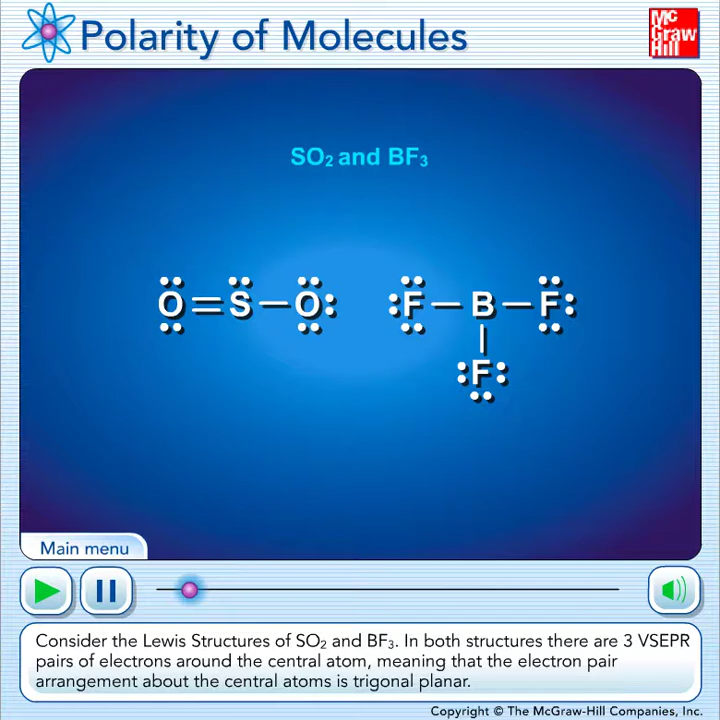 Polarity of Molecules
Mc
Graw
Hill
SO₂ and BF₃
O=S–O :F–B–F:
:F:
Main menu
Consider the Lewis Structures of SO₂ and BF₃. In both structures there are 3 VSEPR
pairs of electrons around the central atom, meaning that the electron pair
arrangement about the central atoms is trigonal planar.
Copyright © The McGraw-Hill Companies, Inc.